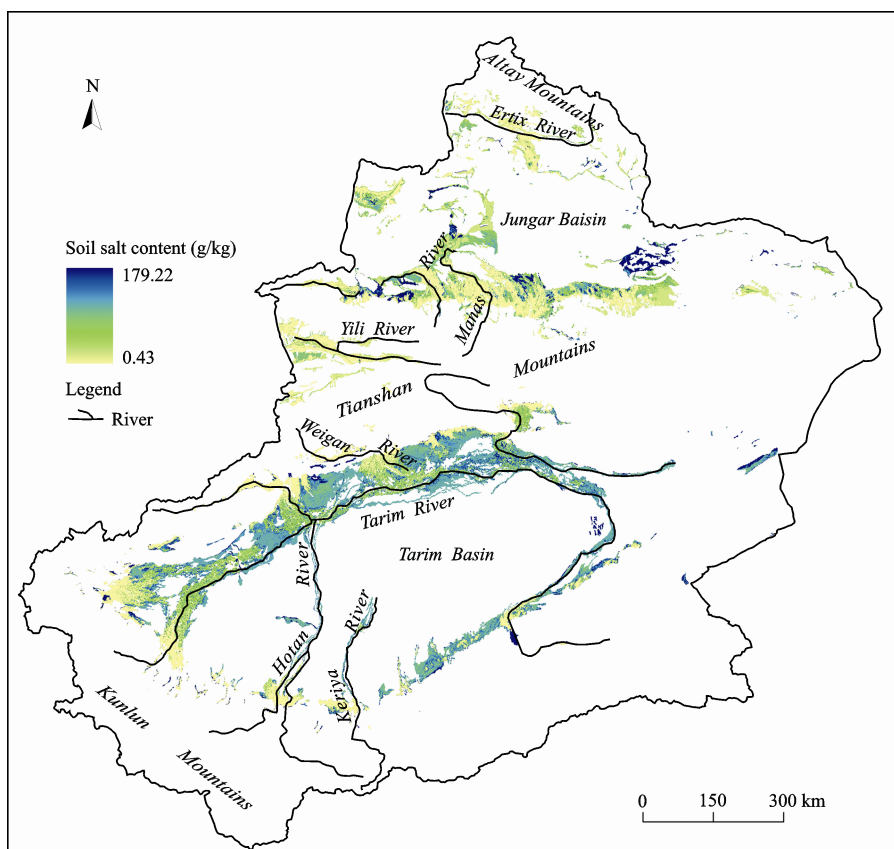 N
Altay Mountains
Ertix River
Jungar Baisin
Soil salt content (g/kg)
179.22
0.43
Legend
River
River
Manas
Yili River
Mountains
Tianshan
Weigan River
Tarim River
Tarim Basin
River
Hotan
River
Keriya
Kunlun
Mountains
0 150 300 km